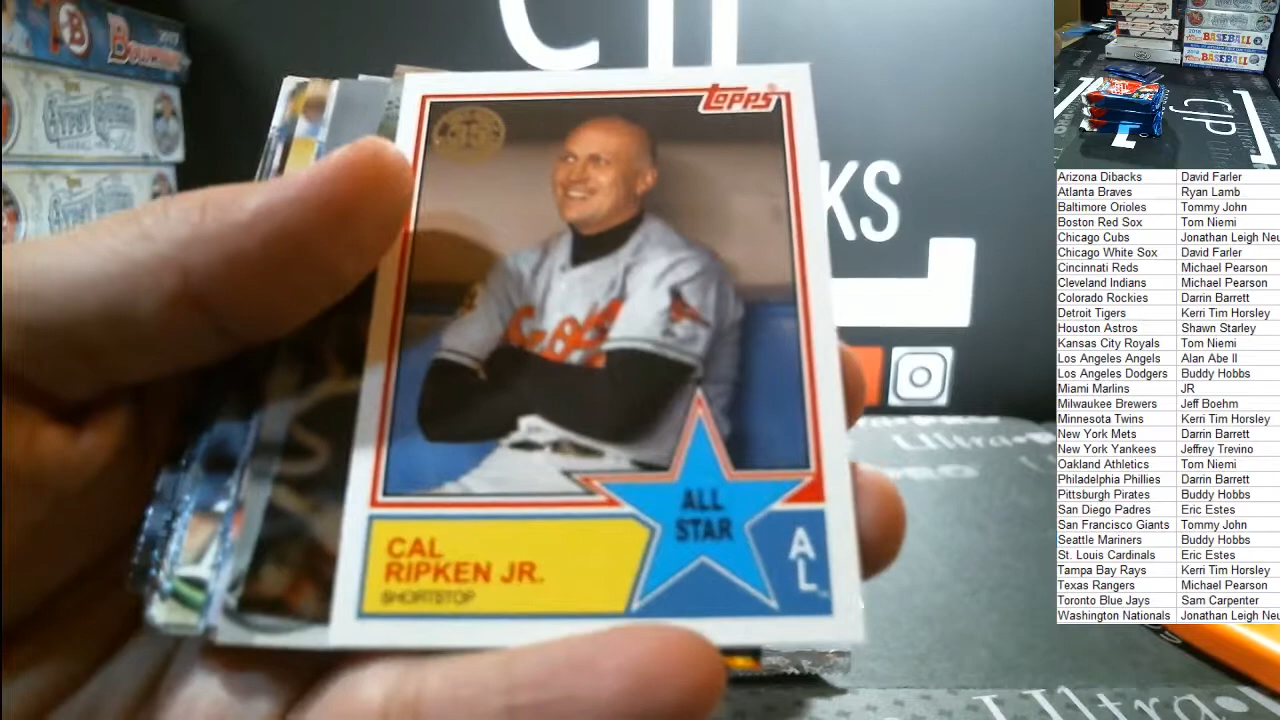 CIP
KS
BASEBALL
BASEBALL
CIP
Topps
ALL
STAR
A
L
CAL
RIPKEN JR.
SHORTSTOP
Arizona Dibacks David Farler
Atlanta Braves Ryan Lamb
Baltimore Orioles Tommy John
Boston Red Sox Tom Niemi
Chicago Cubs Jonathan Leigh Neu
Chicago White Sox David Farler
Cincinnati Reds Michael Pearson
Cleveland Indians Michael Pearson
Colorado Rockies Darrin Barrett
Detroit Tigers Kerri Tim Horsley
Houston Astros Shawn Starley
Kansas City Royals Tom Niemi
Los Angeles Angels Alan Abe II
Los Angeles Dodgers Buddy Hobbs
Miami Marlins JR
Milwaukee Brewers Jeff Boehm
Minnesota Twins Kerri Tim Horsley
New York Mets Darrin Barrett
New York Yankees Jeffrey Trevino
Oakland Athletics Tom Niemi
Philadelphia Phillies Darrin Barrett
Pittsburgh Pirates Buddy Hobbs
San Diego Padres Eric Estes
San Francisco Giants Tommy John
Seattle Mariners Buddy Hobbs
St. Louis Cardinals Eric Estes
Tampa Bay Rays Kerri Tim Horsley
Texas Rangers Michael Pearson
Toronto Blue Jays Sam Carpenter
Washington Nationals Jonathan Leigh Neu